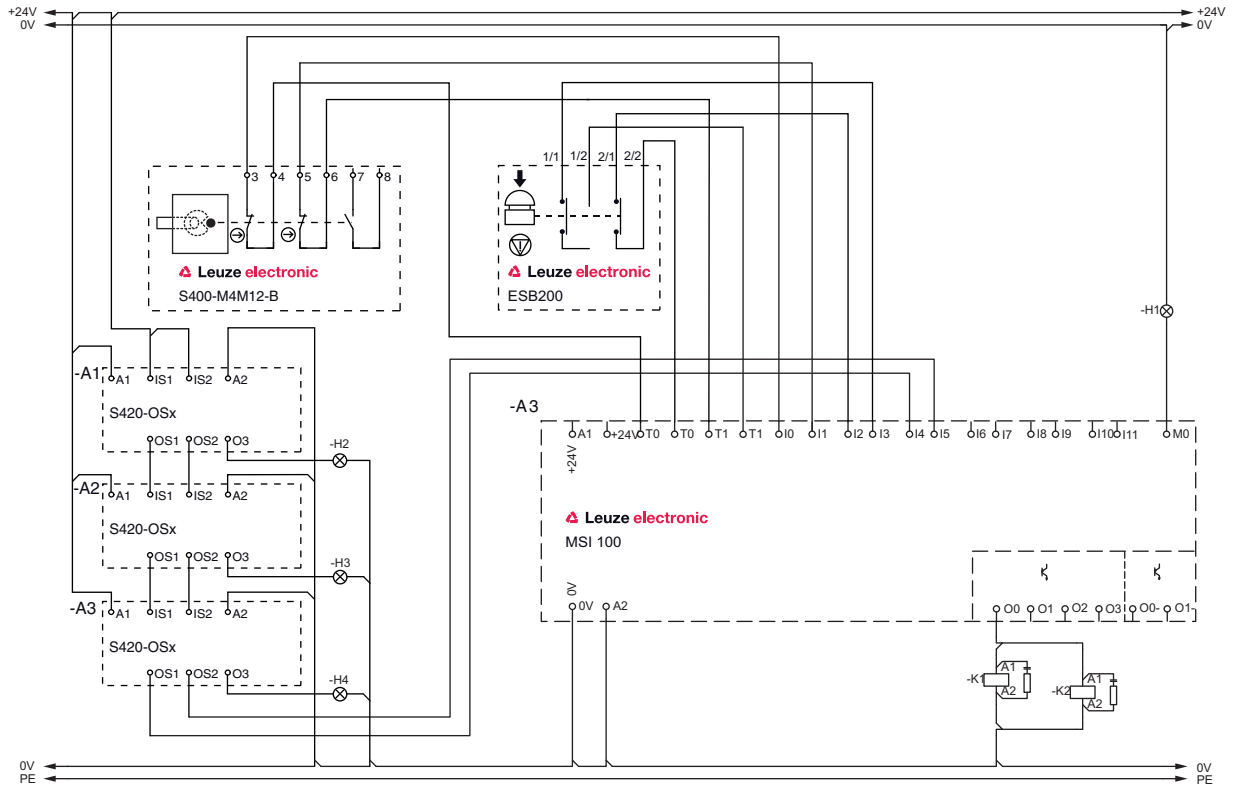 +24V +24V
0V 0V
1/1 1/2 2/1 2/2
3 4 5 6 7 8
Leuze electronic
S400-M4M12-B
Leuze electronic
ESB200
-H1
-A1
A1 IS1 IS2 A2
S420-OSx
OS1 OS2 O3
-H2
-A2
A1 IS1 IS2 A2
S420-OSx
OS1 OS2 O3
-H3
-A3
A1 IS1 IS2 A2
S420-OSx
OS1 OS2 O3
-H4
-A3
A1 +24V T0 T0 T1 T1 I0 I1 I2 I3 I4 I5 I6 I7 I8 I9 I10 I11 M0
+24V
Leuze electronic
MSI 100
0V
0V A2
O0 O1 O2 O3 O0- O1-
-K1 A1
A2
-K2 A1
A2
0V 0V
PE PE